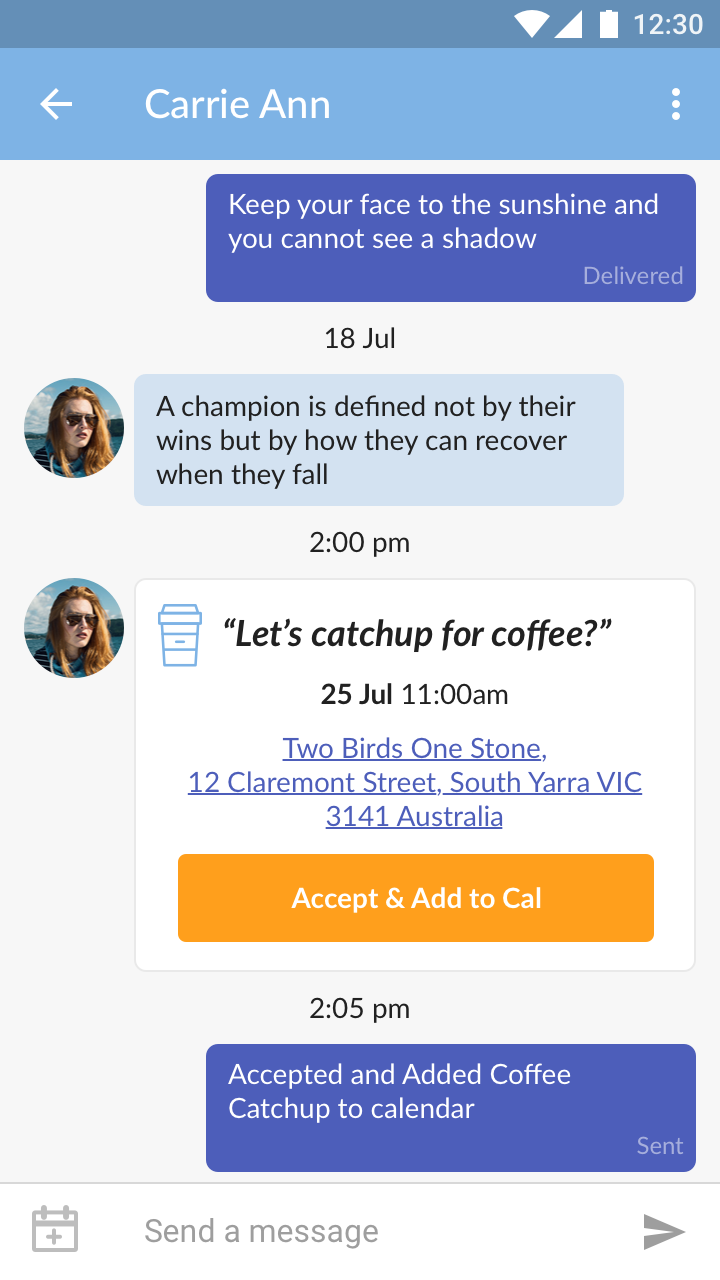 12:30
Carrie Ann
Keep your face to the sunshine and
you cannot see a shadow
Delivered
18 Jul
A champion is defined not by their
wins but by how they can recover
when they fall
2:00 pm
“Let’s catchup for coffee?”
25 Jul 11:00am
Two Birds One Stone,
12 Claremont Street, South Yarra VIC
3141 Australia
Accept & Add to Cal
2:05 pm
Accepted and Added Coffee
Catchup to calendar
Sent
Send a message